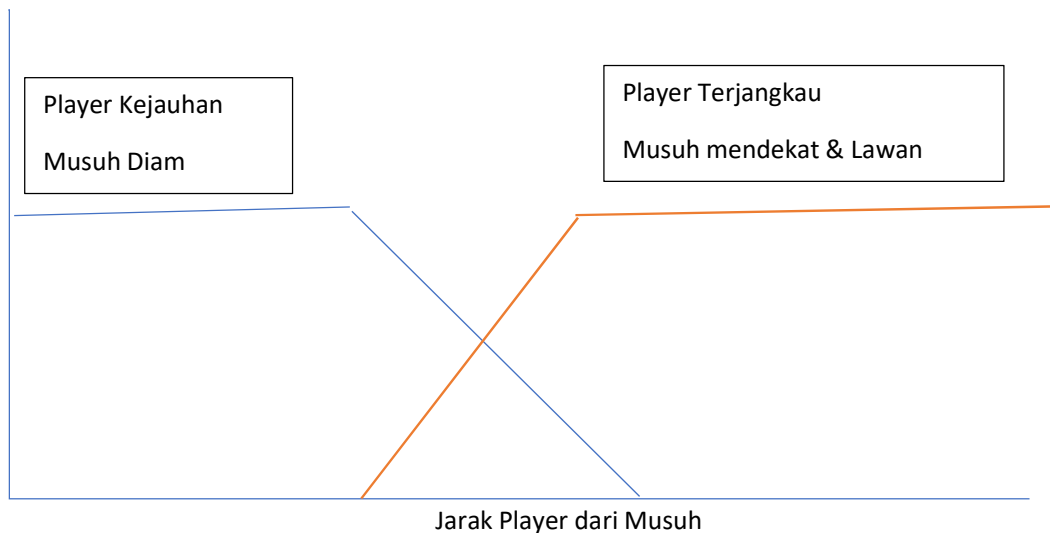 Player Kejauhan
Musuh Diam
Player Terjangkau
Musuh mendekat & Lawan
Jarak Player dari Musuh